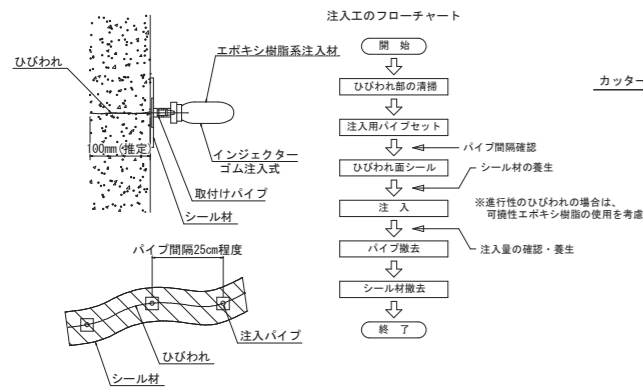 注入工のフローチャート
エポキシ樹脂系注入材
ひびわれ
100mm(推定)
インジェクター
ゴム注入式
取付けパイプ
シール材
パイプ間隔25cm程度
注入パイプ
ひびわれ
シール材
開 始
ひびわれ部の清掃
注入用パイプセット
パイプ間隔確認
ひびわれ面シール
シール材の養生
注 入
※進行性のひびわれの場合は、
可撓性エポキシ樹脂の使用を考慮
注入量の確認・養生
パイプ撤去
シール材撤去
終 了
カッター